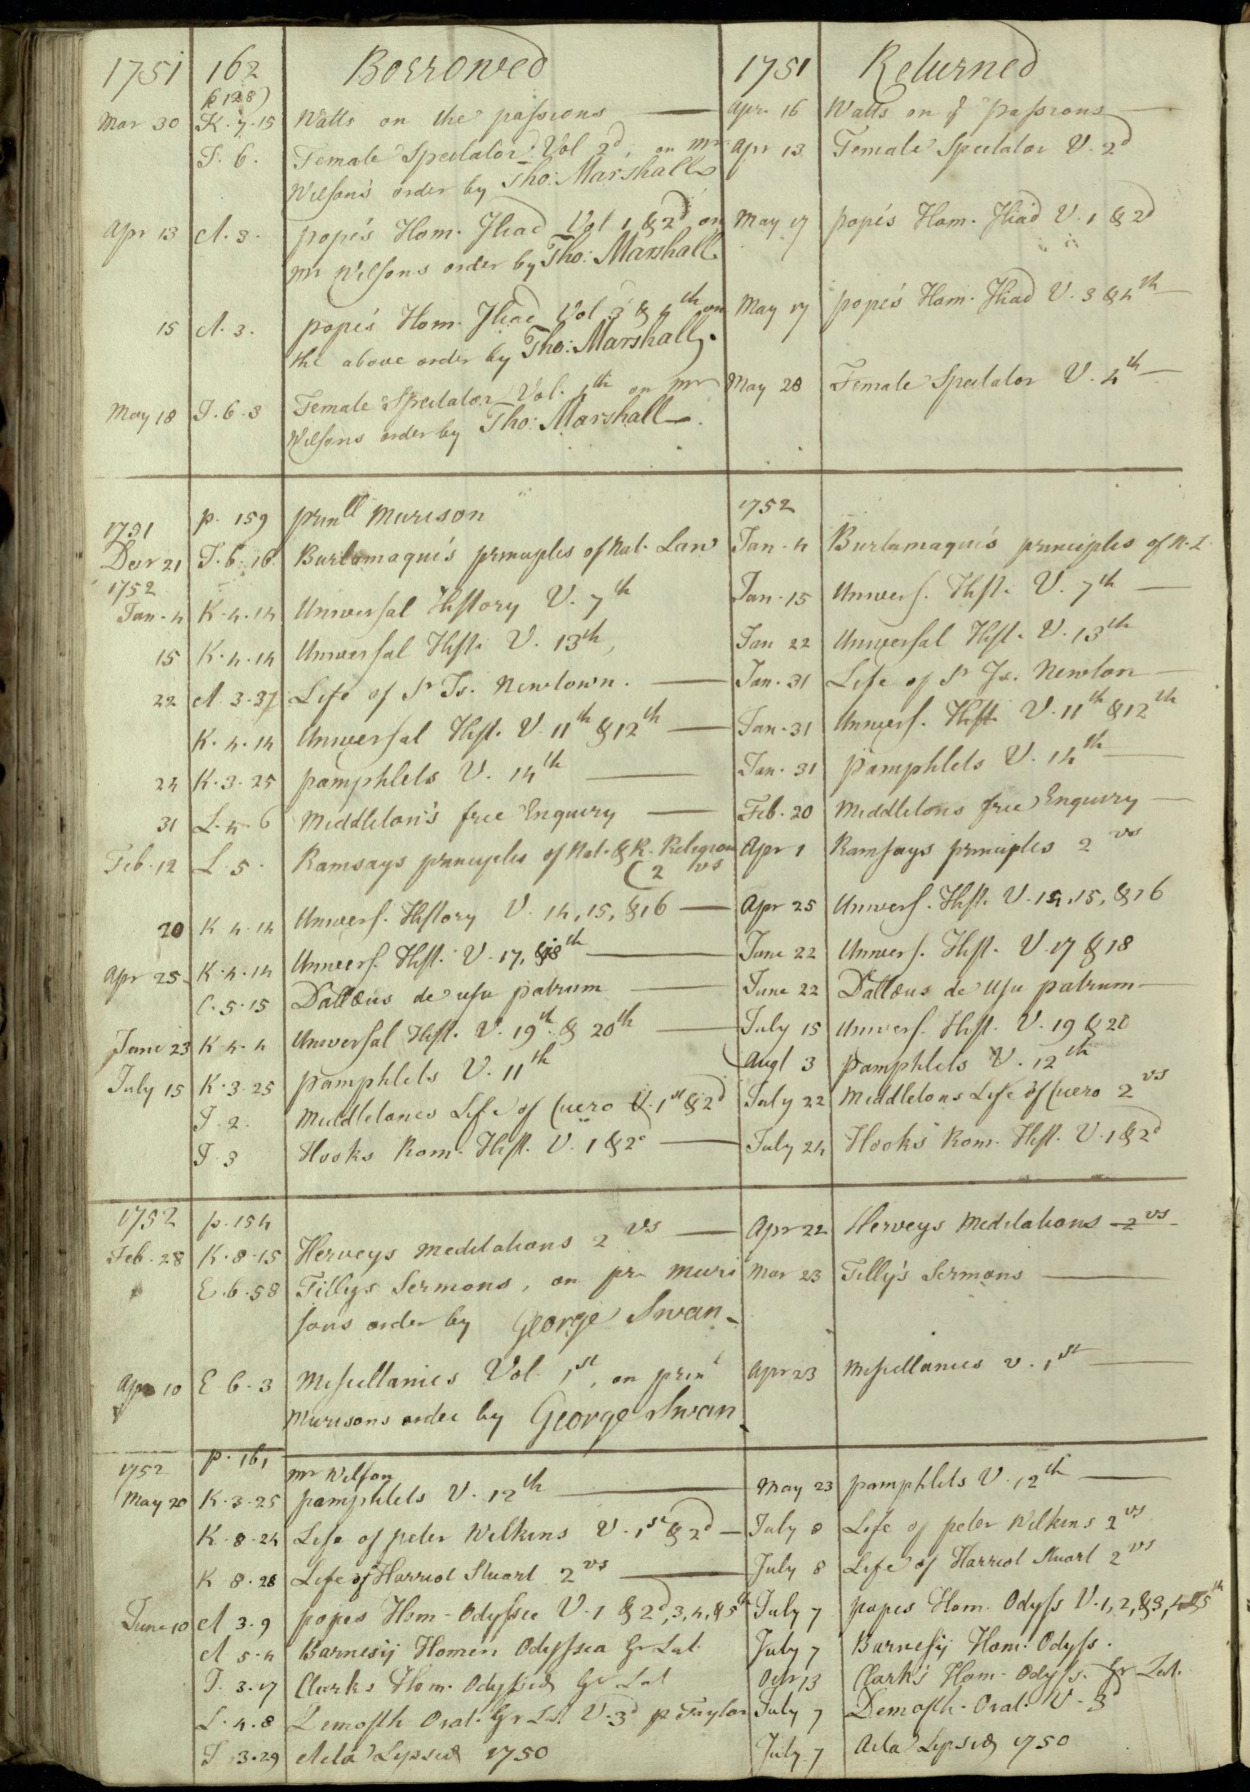 1751 162 Borrowed 1751 Returned
(p 128)
Mar 30 K.7.15 Watts on the passions Apr. 16 Watts on ye passions
T. 6. Female Spectator Vol 2d, on Mr Apr 13 Female Spectator V. 2d
Wilson's order by Tho: Marshall
Apr 13 A. 3. popes Hom. Iliad Vol 1 & 2d on May 17 popes Hom. Iliad V. 1 & 2d
Mr Wilsons order by Tho: Marshall
15 A. 3. popes Hom. Iliad Vol 3 & 4th on May 17 popes Hom. Iliad V. 3 & 4th
the above order by Tho: Marshall.
May 18 T.6.3 Female Spectator Vol. 4th on Mr May 28 Female Spectator V. 4th
Wilsons order by Tho: Marshall.
1751 p. 159 prinll Murison 1752
Decr 21 T.6.16 Burlamaqui's principles of Nat. Law Jan. 4 Burlamaqui's principles of N.L.
1752
Jan. 4 K.4.14 Universal History V. 7th Jan. 15 Univers. Hist. V. 7th
15 K.4.14 Universal Hist. V. 13th, Jan 22 Universal Hist. V. 13th
22 A 3.37 Life of Sr Is. Newtown. Jan. 31 Life of Sr Is. Newton
K.4.14 Universal Hist. V. 11th & 12th Jan. 31 Univers. Hist. V. 11th & 12th
24 K.3.25 pamphlets V. 14th Jan. 31 pamphlets V. 14th
31 L.4.6 Middleton's free Enquiry Feb. 20 Middletons free Enquiry
Feb. 12 L.5. Ramsays principles of Nat. & R. Religion Apr 1 Ramsays principles 2 vs
(2 vs
20 K 4.14 Univers. History V. 14, 15, & 16 Apr 25 Univers. Hist. V. 14, 15, & 16
Apr 25 K.4.14 Univers. Hist. V. 17, & 18th June 22 Univers. Hist. V. 17 & 18
C.5.15 Dallæus de usu patrum June 22 Dallæus de usu patrum
June 23 K 4.4 Universal Hist. V. 19th & 20th July 15 Univers. Hist. V. 19 & 20
July 15 K.3.25 pamphlets V. 11th Augt 3 pamphlets V. 12th
T. 2. Middletones Life of Cicero V. 1st & 2d July 22 Middletons Life of Cicero 2 vs
T. 3 Hooks Rom. Hist. V. 1 & 2d July 24 Hooks Rom. Hist. V. 1 & 2d
1752 p. 154
Feb. 28 K.8.15 Herveys Meditations 2 vs Apr 22 Herveys Meditations 2 vs
E.6.58 Tillys Sermons, on pr Muri Mar 23 Tilly's Sermons
sons order by George Swan
Apr 10 E 6.3 Miscellanies Vol. 1st, on prinl Apr 23 Miscellanies v. 1st
Murisons order by George Swan
1752 p. 161
Mr Wilson
May 20 K.3.25 pamphlets V. 12th May 23 pamphlets V. 12th
K.8.24 Life of peter Wilkins V. 1st & 2d July 8 Life of peter Wilkins 2 vs
K 8.28 Life of Harriot Stuart 2 vs July 8 Life of Harriot Stuart 2 vs
June 10 A 3.9 popes Hom. Odyssee V. 1 & 2d, 3, 4, & 5th July 7 popes Hom. Odyss V. 1, 2, & 3, 4 & 5th
A 5.4 Barnesij Homeri Odyssea Gr Lat. July 7 Barnesij Hom. Odyss.
T. 3.17 Clarks Hom. Odyssea Gr Lat Octr 13 Clark's Hom. Odyss. Gr Lat.
L.4.8 Demosth Orat. Gr Lat. V. 3d p Taylor July 7 Demosth. Orat. V. 3d
T 3.29 Acta Lipsiæ 1750 July 7 Acta Lipsiæ 1750